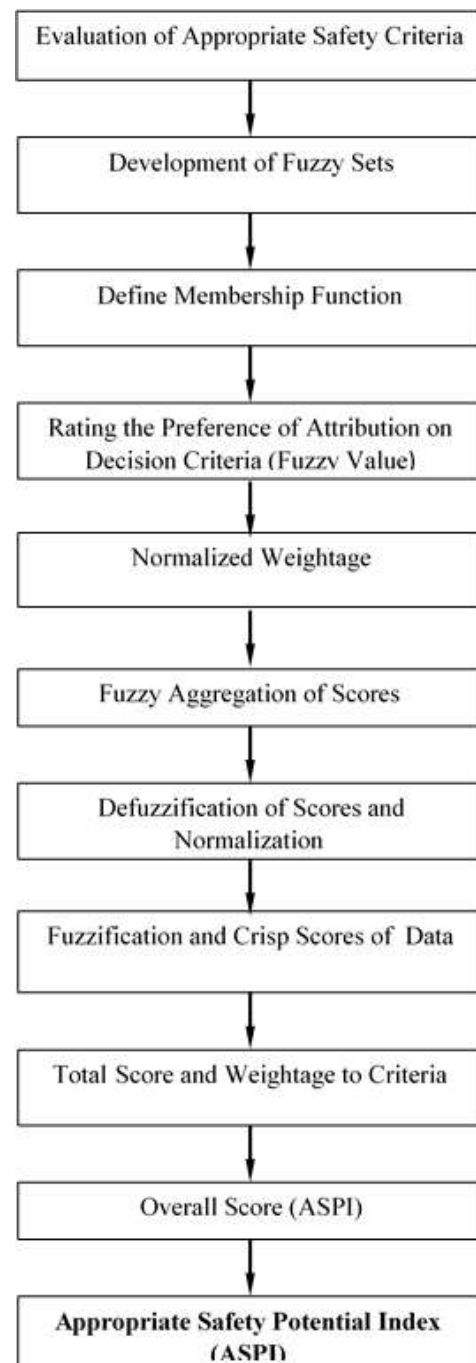 Evaluation of Appropriate Safety Criteria
Development of Fuzzy Sets
Define Membership Function
Rating the Preference of Attribution on
Decision Criteria (Fuzzy Value)
Normalized Weightage
Fuzzy Aggregation of Scores
Defuzzification of Scores and
Normalization
Fuzzification and Crisp Scores of Data
Total Score and Weightage to Criteria
Overall Score (ASPI)
Appropriate Safety Potential Index
(ASPI)